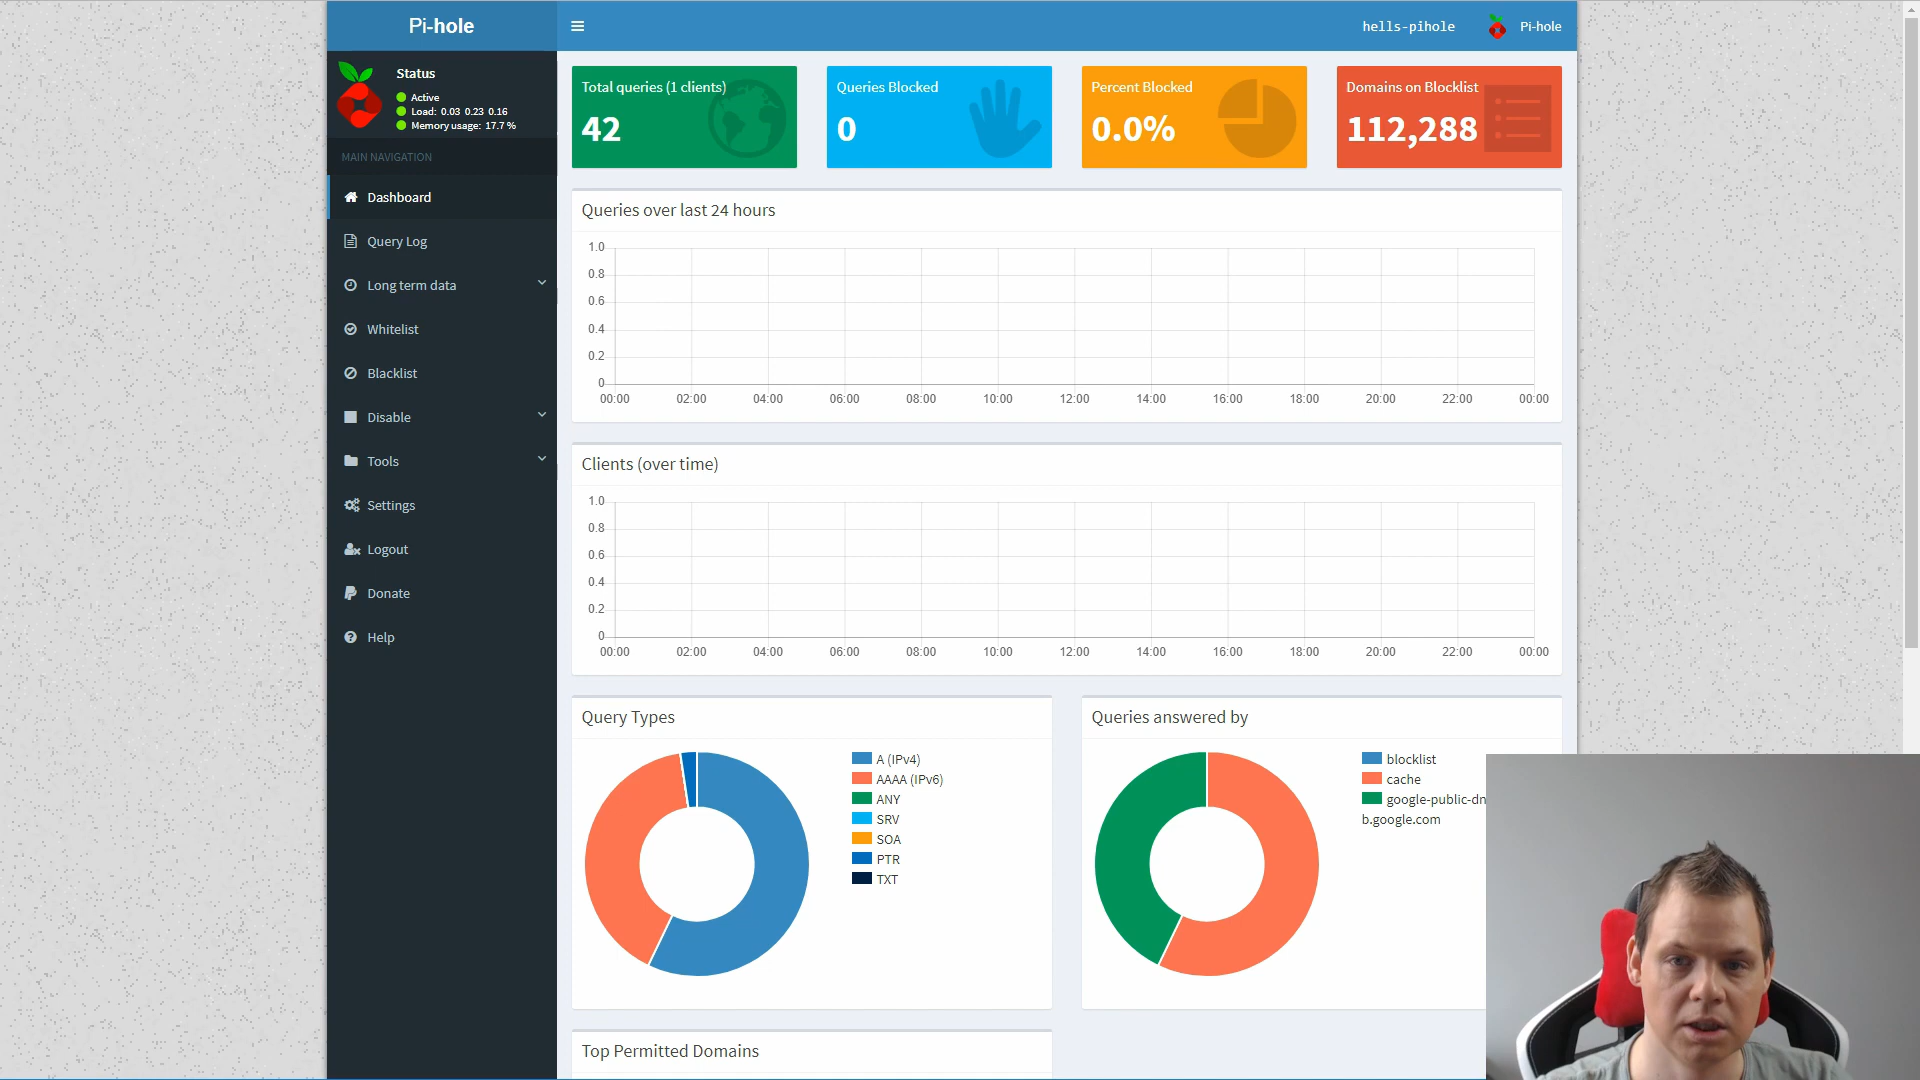 Pi-hole
hells-pihole
Pi-hole
Status
Active
Load: 0.03 0.23 0.16
Memory usage: 17.7 %
MAIN NAVIGATION
Dashboard
Query Log
Long term data
Whitelist
Blacklist
Disable
Tools
Settings
Logout
Donate
Help
Total queries (1 clients)
42
Queries Blocked
0
Percent Blocked
0.0%
Domains on Blocklist
112,288
Queries over last 24 hours
1.0
0.8
0.6
0.4
0.2
0
00:00 02:00 04:00 06:00 08:00 10:00 12:00 14:00 16:00 18:00 20:00 22:00 00:00
Clients (over time)
1.0
0.8
0.6
0.4
0.2
0
00:00 02:00 04:00 06:00 08:00 10:00 12:00 14:00 16:00 18:00 20:00 22:00 00:00
Query Types
A (IPv4)
AAAA (IPv6)
ANY
SRV
SOA
PTR
TXT
Queries answered by
blocklist
cache
google-public-dn
b.google.com
Top Permitted Domains